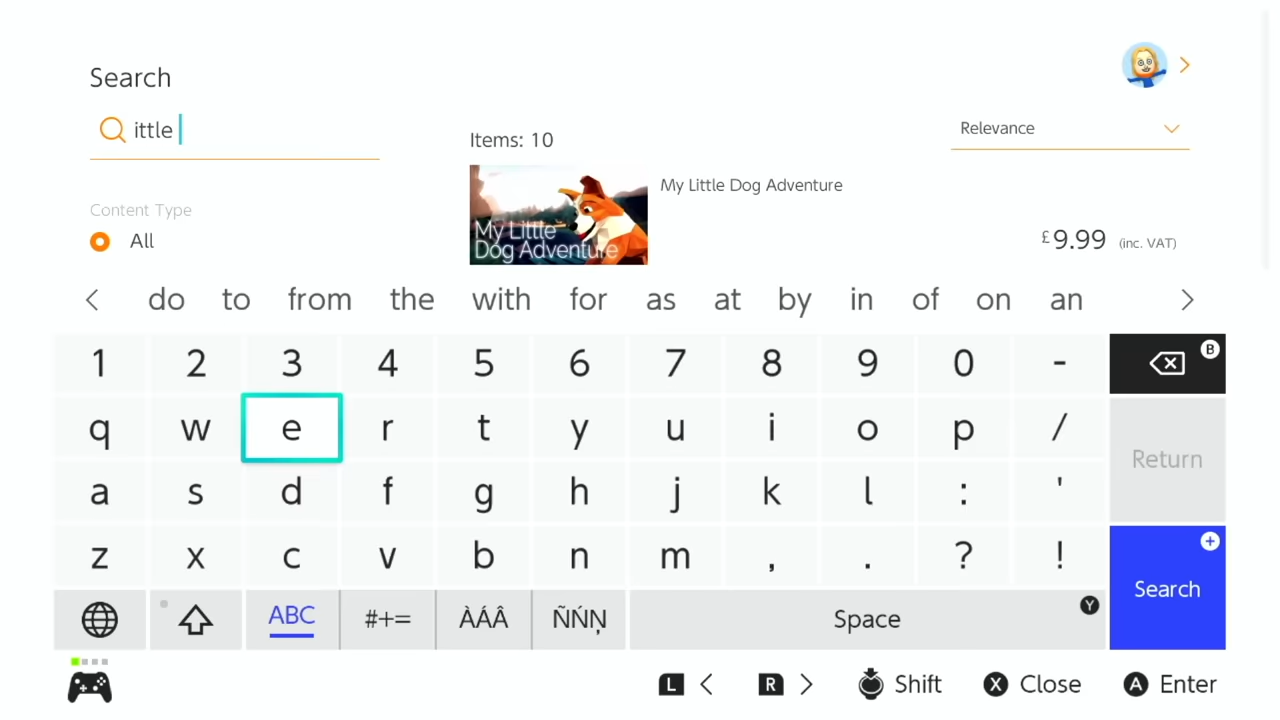 Search
ittle
Items: 10
Relevance
My Little
Dog Adventure
My Little Dog Adventure
£9.99 (inc. VAT)
Content Type
All
do to from the with for as at by in of on an
1 2 3 4 5 6 7 8 9 0 - B
q w e r t y u i o p /
Return
a s d f g h j k l : '
z x c v b n m , . ? ! +
Search
ABC #+= ÀÁÂ ÑŃŅ Space Y
L < R > Shift X Close A Enter